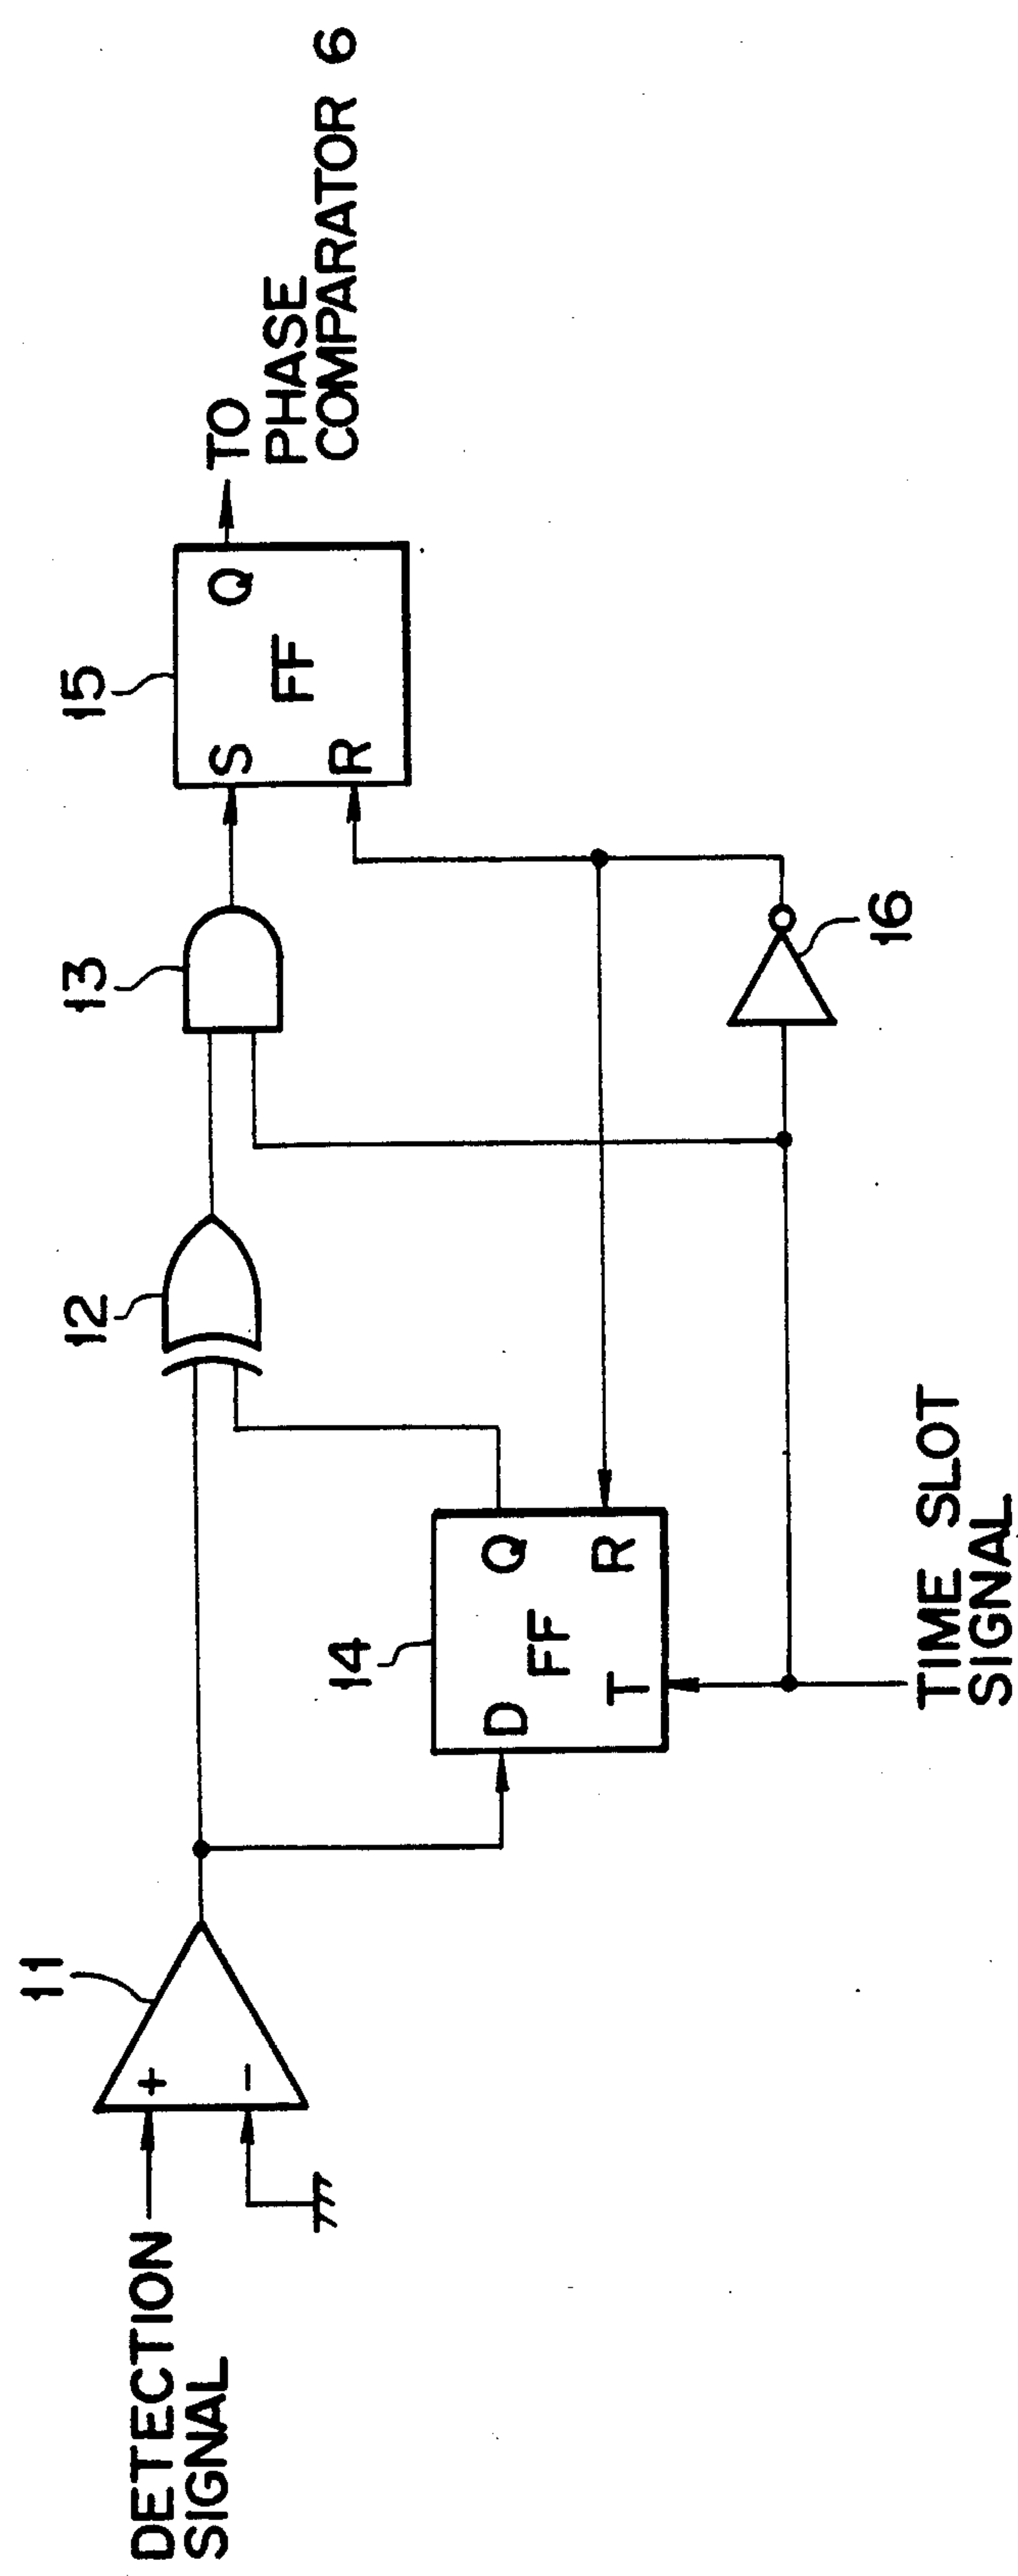 DETECTION
SIGNAL
+
−
11
12
13
14
D
Q
FF
T
R
15
S
Q
FF
R
16
TO
PHASE
COMPARATOR 6
TIME SLOT
SIGNAL